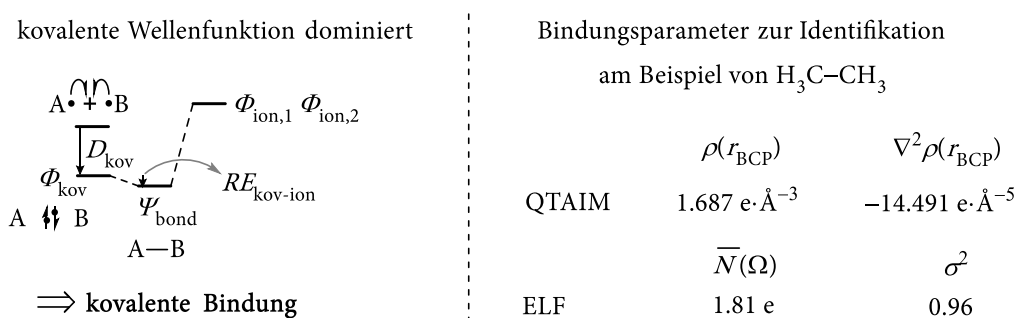 kovalente Wellenfunktion dominiert
A• + •B
Φion,1 Φion,2
Dkov
Φkov
REkov-ion
Ψbond
A B
A—B
⟹ kovalente Bindung
Bindungsparameter zur Identifikation
am Beispiel von H3C–CH3
ρ(rBCP) ∇²ρ(rBCP)
QTAIM 1.687 e·Å⁻³ −14.491 e·Å⁻⁵
N̅(Ω) σ²
ELF 1.81 e 0.96